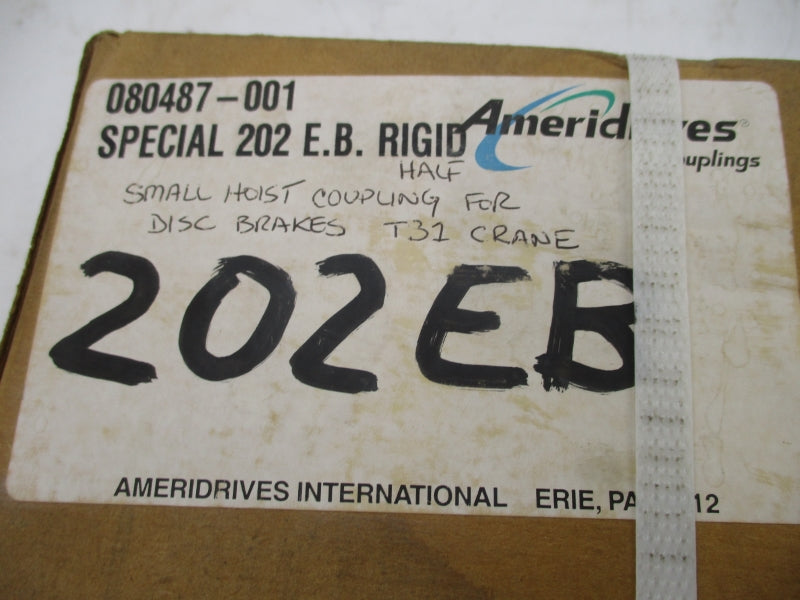 080487-001
SPECIAL 202 E.B. RIGID
HALF
Ameridrives®
Couplings
SMALL HOIST COUPLING FOR
DISC BRAKES T31 CRANE
202EB
AMERIDRIVES INTERNATIONAL ERIE, PA 12